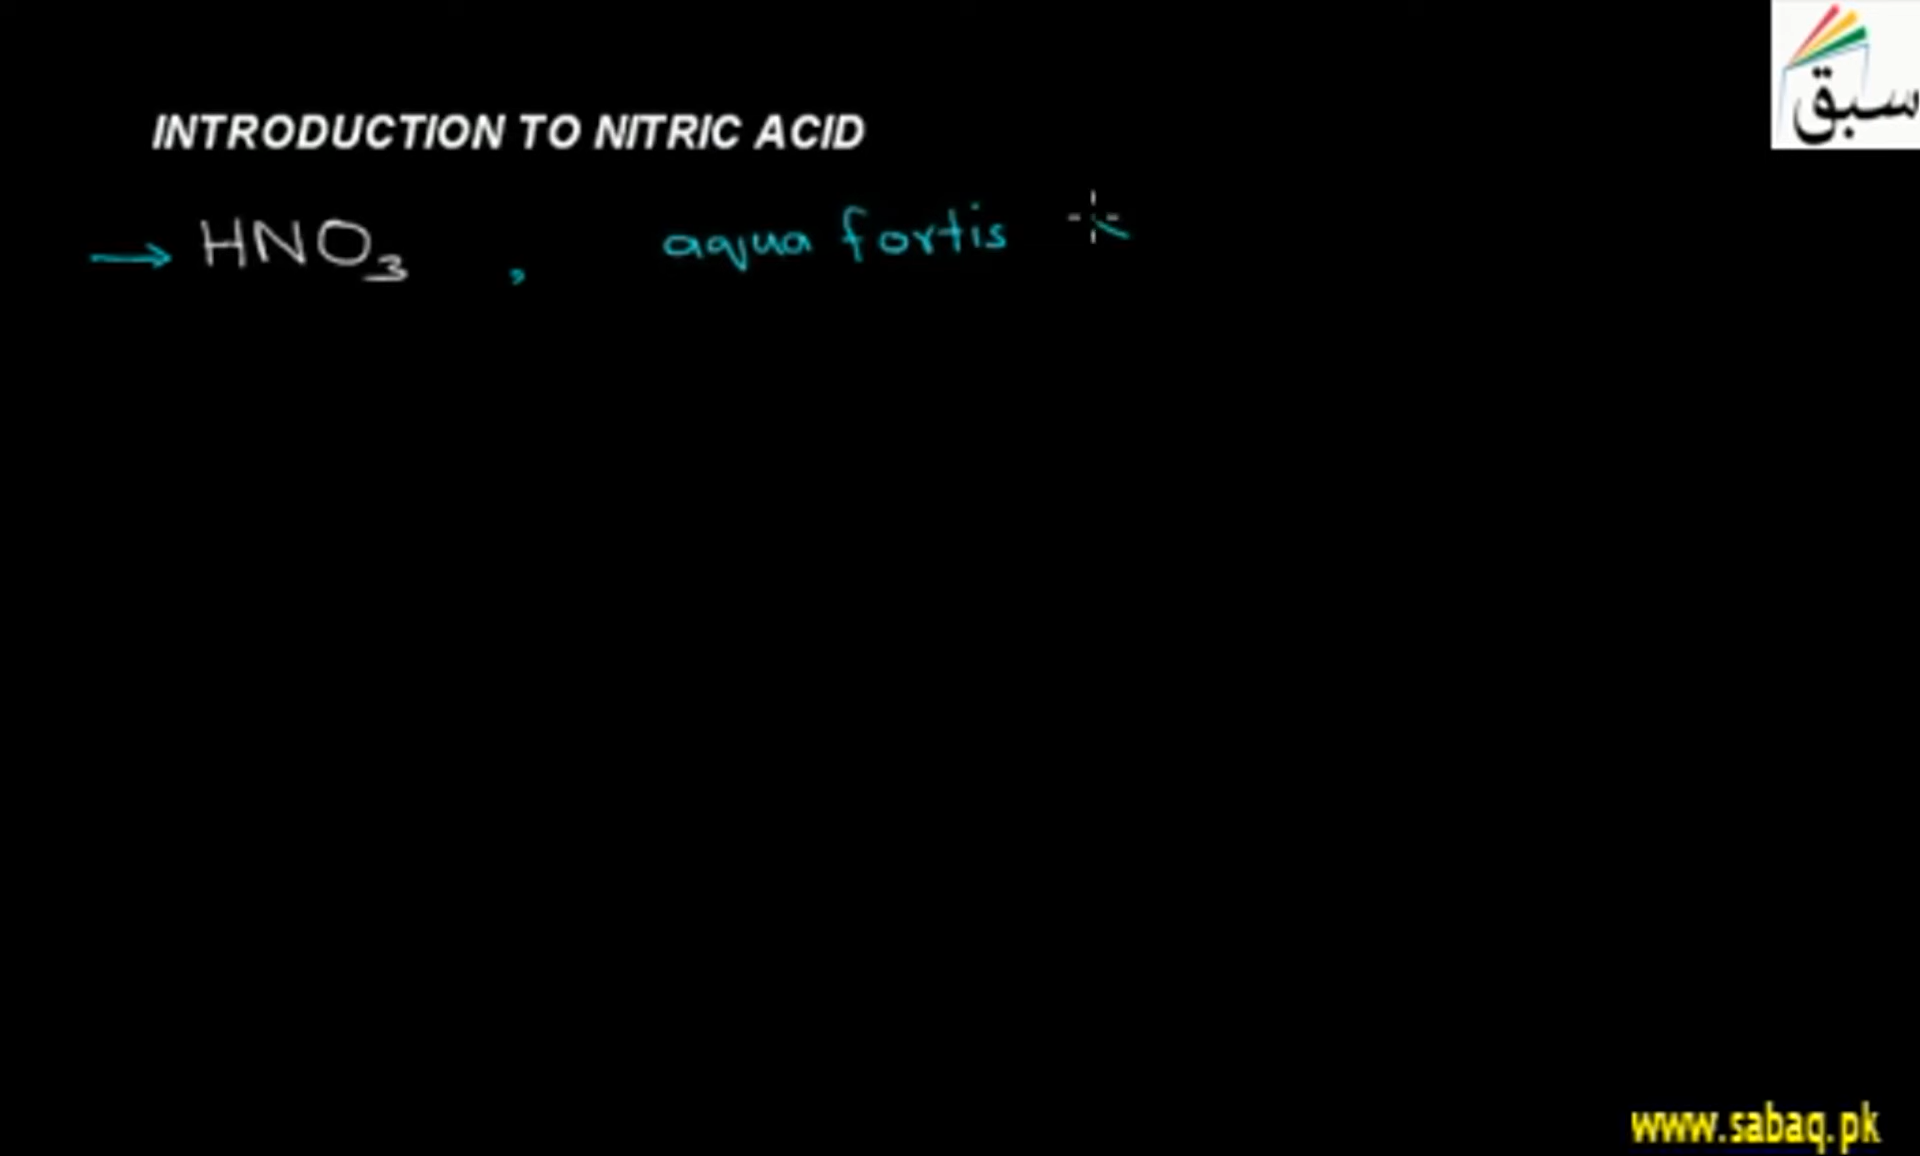 سبق
INTRODUCTION TO NITRIC ACID
→ HNO₃ , aqua fortis
www.sabaq.pk